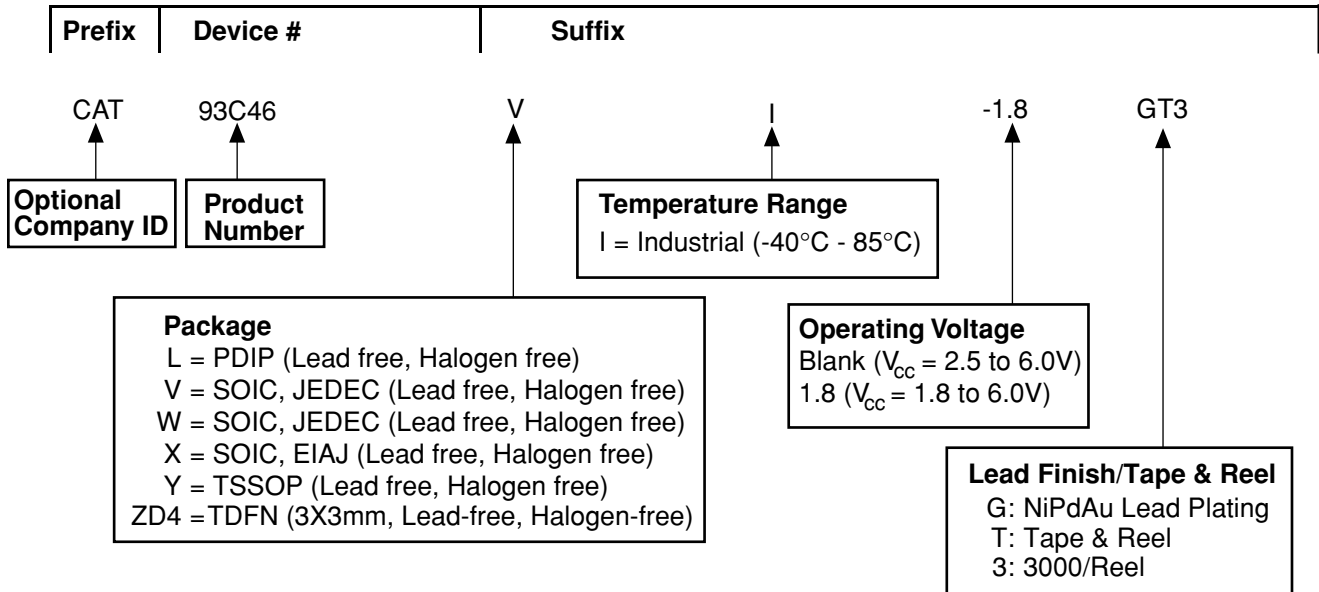 Prefix Device # Suffix
CAT 93C46 V I -1.8 GT3
Optional
Company ID
Product
Number
Temperature Range
I = Industrial (-40°C - 85°C)
Package
L = PDIP (Lead free, Halogen free)
V = SOIC, JEDEC (Lead free, Halogen free)
W = SOIC, JEDEC (Lead free, Halogen free)
X = SOIC, EIAJ (Lead free, Halogen free)
Y = TSSOP (Lead free, Halogen free)
ZD4 =TDFN (3X3mm, Lead-free, Halogen-free)
Operating Voltage
Blank (Vcc = 2.5 to 6.0V)
1.8 (Vcc = 1.8 to 6.0V)
Lead Finish/Tape & Reel
G: NiPdAu Lead Plating
T: Tape & Reel
3: 3000/Reel